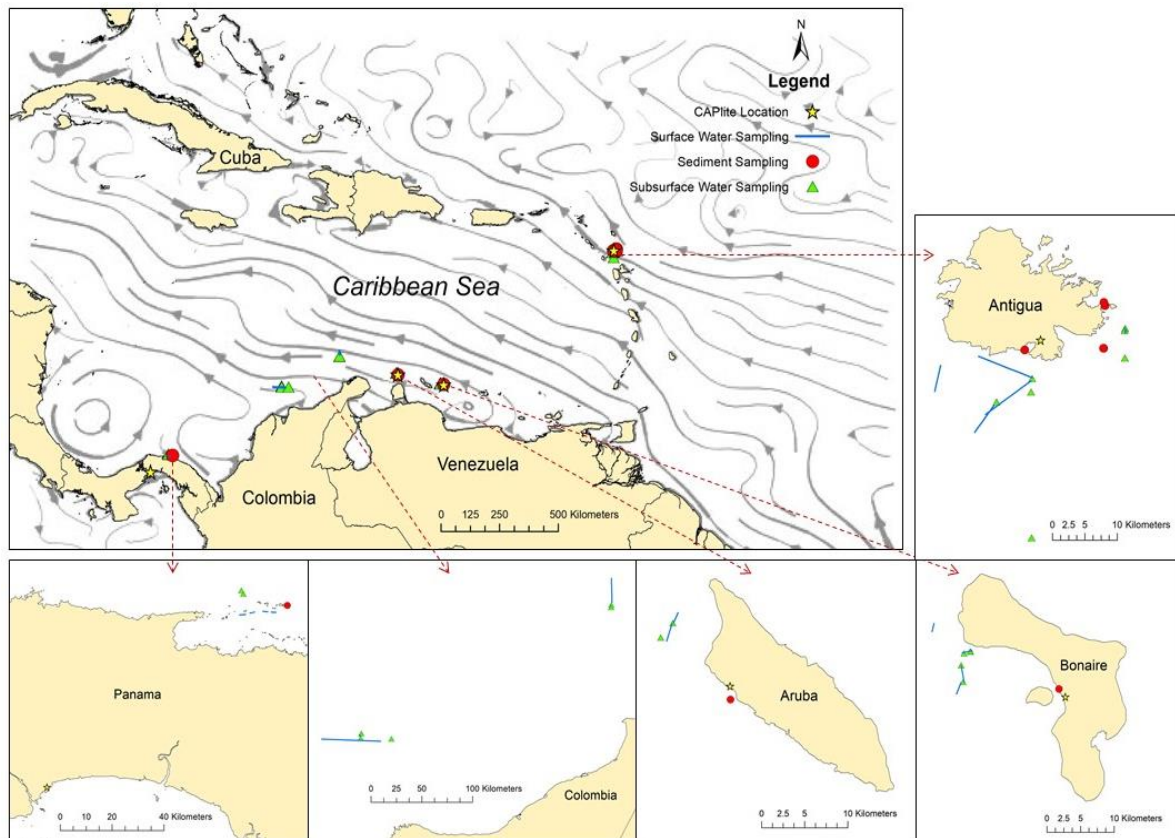 N
Legend
CAPlite Location
Surface Water Sampling
Sediment Sampling
Subsurface Water Sampling
Cuba
Caribbean Sea
Venezuela
Colombia
0 125 250 500 Kilometers
Antigua
0 2.5 5 10 Kilometers
Panama
0 10 20 40 Kilometers
0 25 50 100 Kilometers
Colombia
Aruba
0 2.5 5 10 Kilometers
Bonaire
0 2.5 5 10 Kilometers